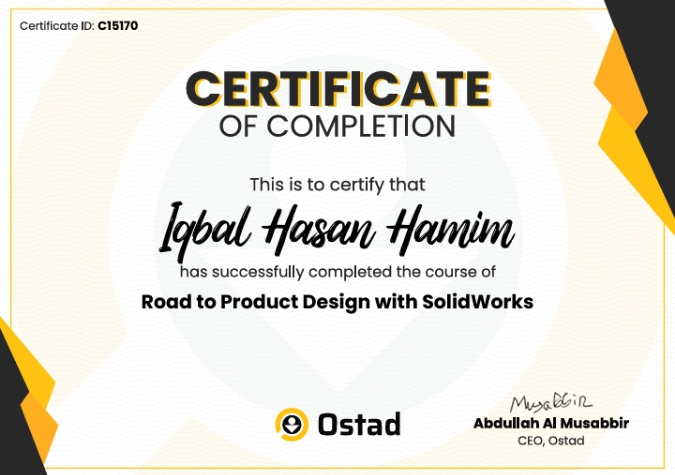 Certificate ID: C15170
CERTIFICATE
OF COMPLETION
This is to certify that
Iqbal Hasan Hamim
has successfully completed the course of
Road to Product Design with SolidWorks
Ostad
Musabbir
Abdullah Al Musabbir
CEO, Ostad